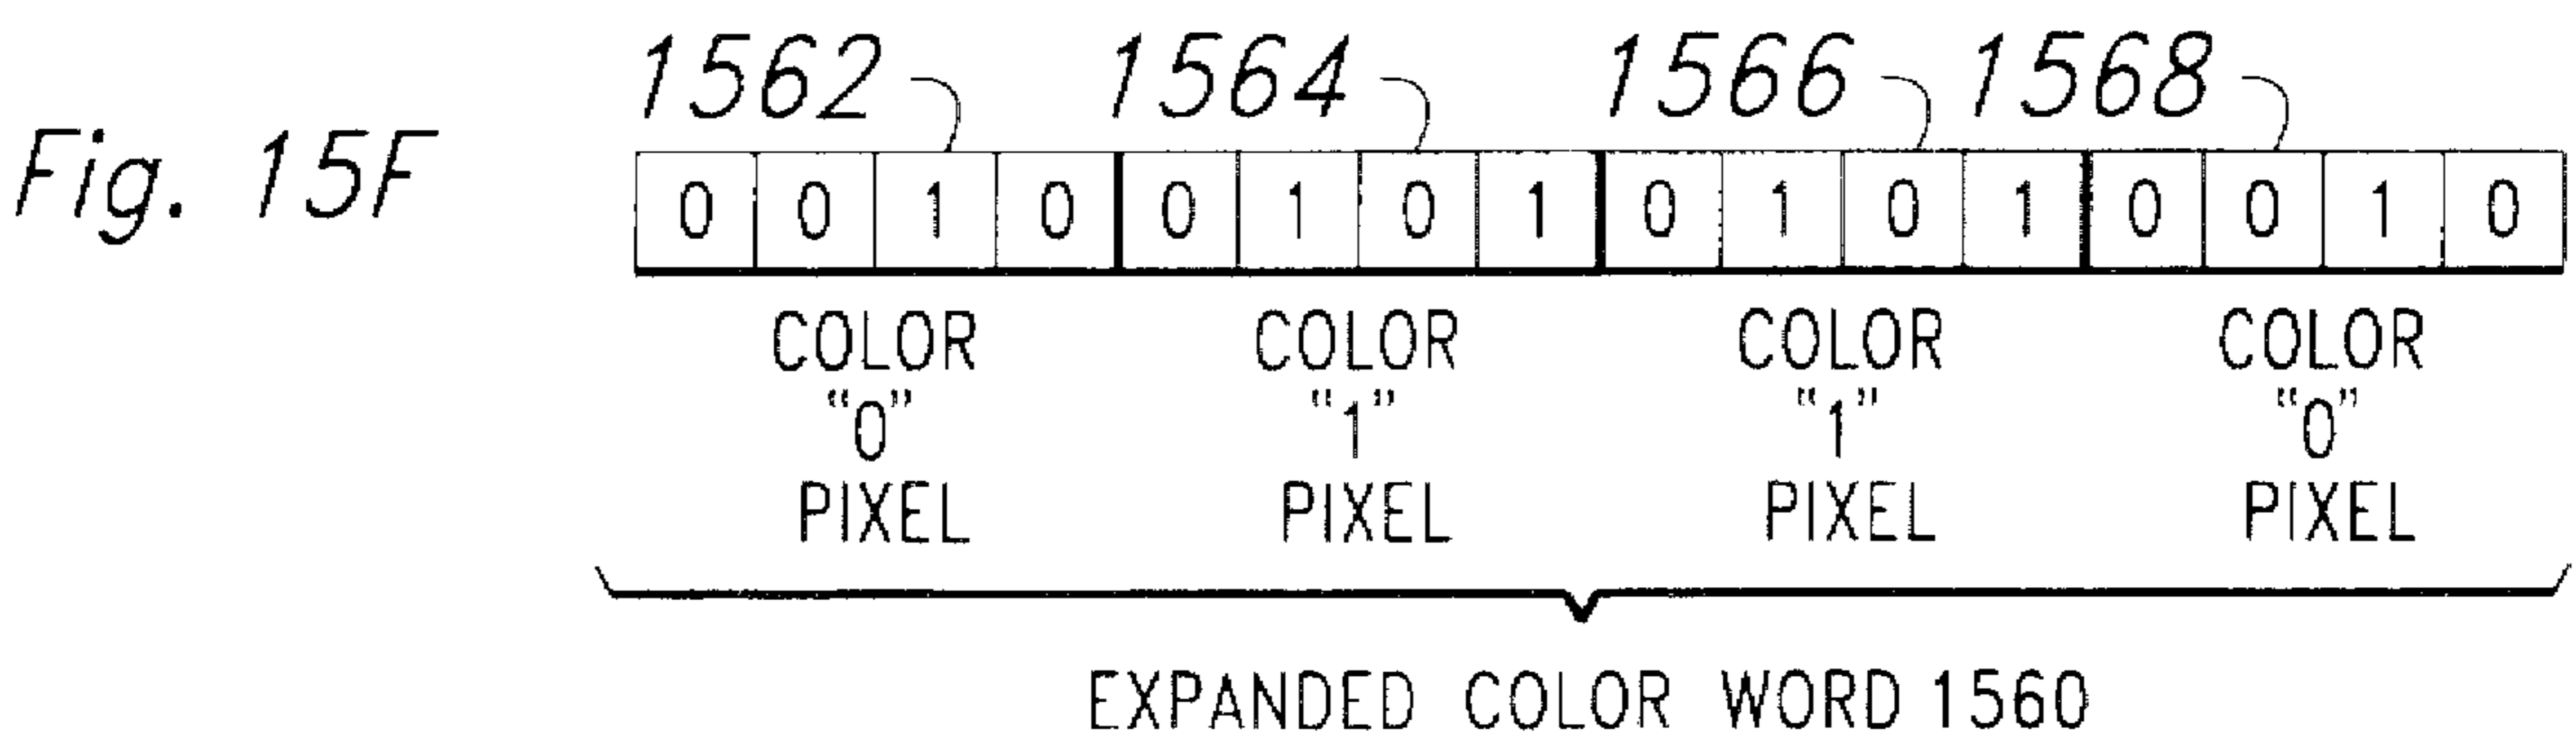 Fig. 15F
1562 1564 1566 1568
0 0 1 0 0 1 0 1 0 1 0 1 0 0 1 0
COLOR COLOR COLOR COLOR
“0” “1” “1” “0”
PIXEL PIXEL PIXEL PIXEL
EXPANDED COLOR WORD 1560